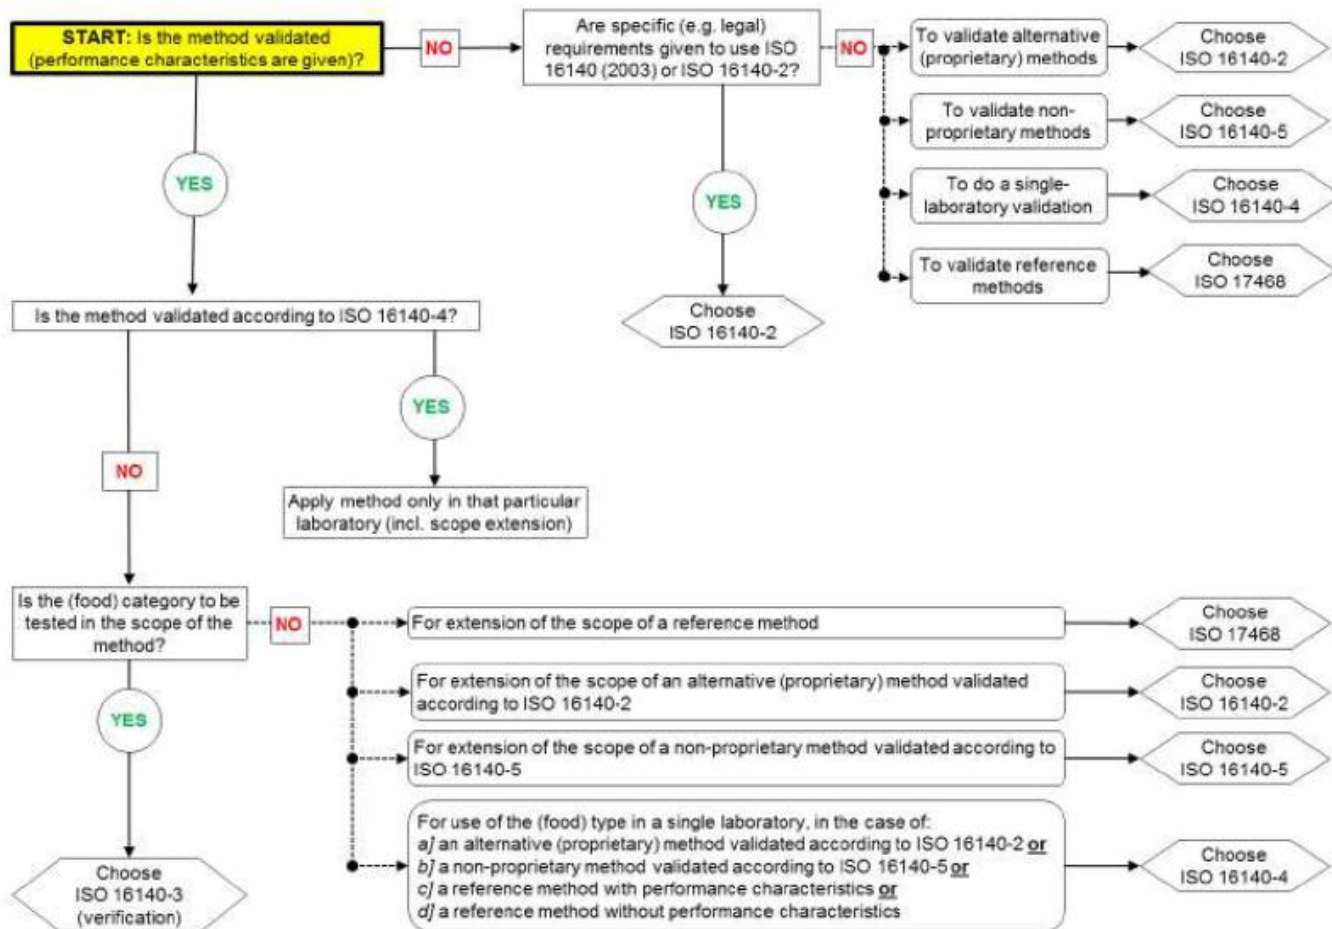 START: Is the method validated
(performance characteristics are given)?
NO
Are specific (e.g. legal)
requirements given to use ISO
16140 (2003) or ISO 16140-2?
NO
To validate alternative
(proprietary) methods
Choose
ISO 16140-2
To validate non-
proprietary methods
Choose
ISO 16140-5
YES
YES
To do a single-
laboratory validation
Choose
ISO 16140-4
To validate reference
methods
Choose
ISO 17468
Is the method validated according to ISO 16140-4?
Choose
ISO 16140-2
YES
NO
Apply method only in that particular
laboratory (incl. scope extension)
Is the (food) category to be
tested in the scope of the
method?
NO
For extension of the scope of a reference method
Choose
ISO 17468
For extension of the scope of an alternative (proprietary) method validated
according to ISO 16140-2
Choose
ISO 16140-2
YES
For extension of the scope of a non-proprietary method validated according to
ISO 16140-5
Choose
ISO 16140-5
For use of the (food) type in a single laboratory, in the case of:
a] an alternative (proprietary) method validated according to ISO 16140-2 or
b] a non-proprietary method validated according to ISO 16140-5 or
c] a reference method with performance characteristics or
d] a reference method without performance characteristics
Choose
ISO 16140-4
Choose
ISO 16140-3
(verification)